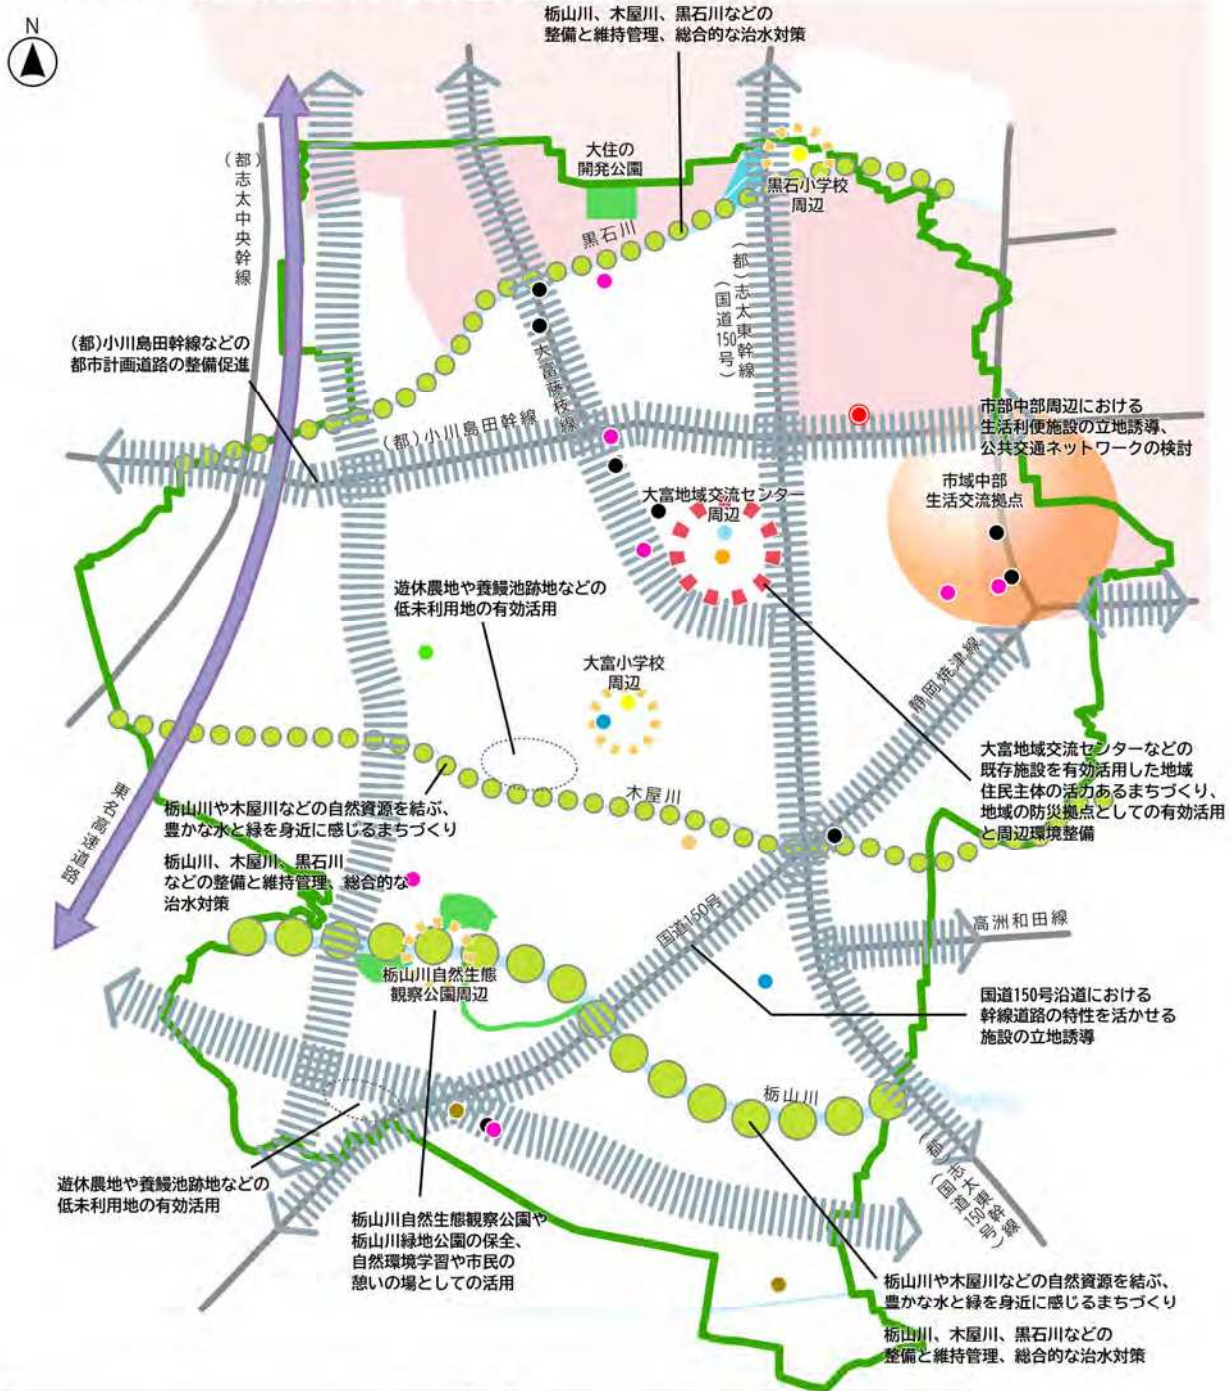 N
栃山川、木屋川、黒石川などの
整備と維持管理、総合的な治水対策
大住の
開発公園
(都)志太中央幹線
黒石小学校
周辺
黒石川
(都)志太東幹線
(国道150号)
(都)小川島田幹線などの
都市計画道路の整備促進
大富藤枝線
(都)小川島田幹線
市部中部周辺における
生活利便施設の立地誘導、
公共交通ネットワークの検討
市域中部
生活交流拠点
大富地域交流センター
周辺
遊休農地や養鰻池跡地などの
低未利用地の有効活用
大富小学校
周辺
静岡焼津線
大富地域交流センターなどの
既存施設を有効活用した地域
住民主体の活力あるまちづくり、
地域の防災拠点としての有効活用
と周辺環境整備
東名高速道路
木屋川
栃山川や木屋川などの自然資源を結ぶ、
豊かな水と緑を身近に感じるまちづくり
栃山川、木屋川、黒石川
などの整備と維持管理、総合的な
治水対策
国道150号
高洲和田線
栃山川自然生態
観察公園周辺
国道150号沿道における
幹線道路の特性を活かせる
施設の立地誘導
栃山川
(都)志太東幹線
(国道150号)
遊休農地や養鰻池跡地などの
低未利用地の有効活用
栃山川自然生態観察公園や
栃山川緑地公園の保全、
自然環境学習や市民の
憩いの場としての活用
栃山川や木屋川などの自然資源を結ぶ、
豊かな水と緑を身近に感じるまちづくり
栃山川、木屋川、黒石川などの
整備と維持管理、総合的な治水対策